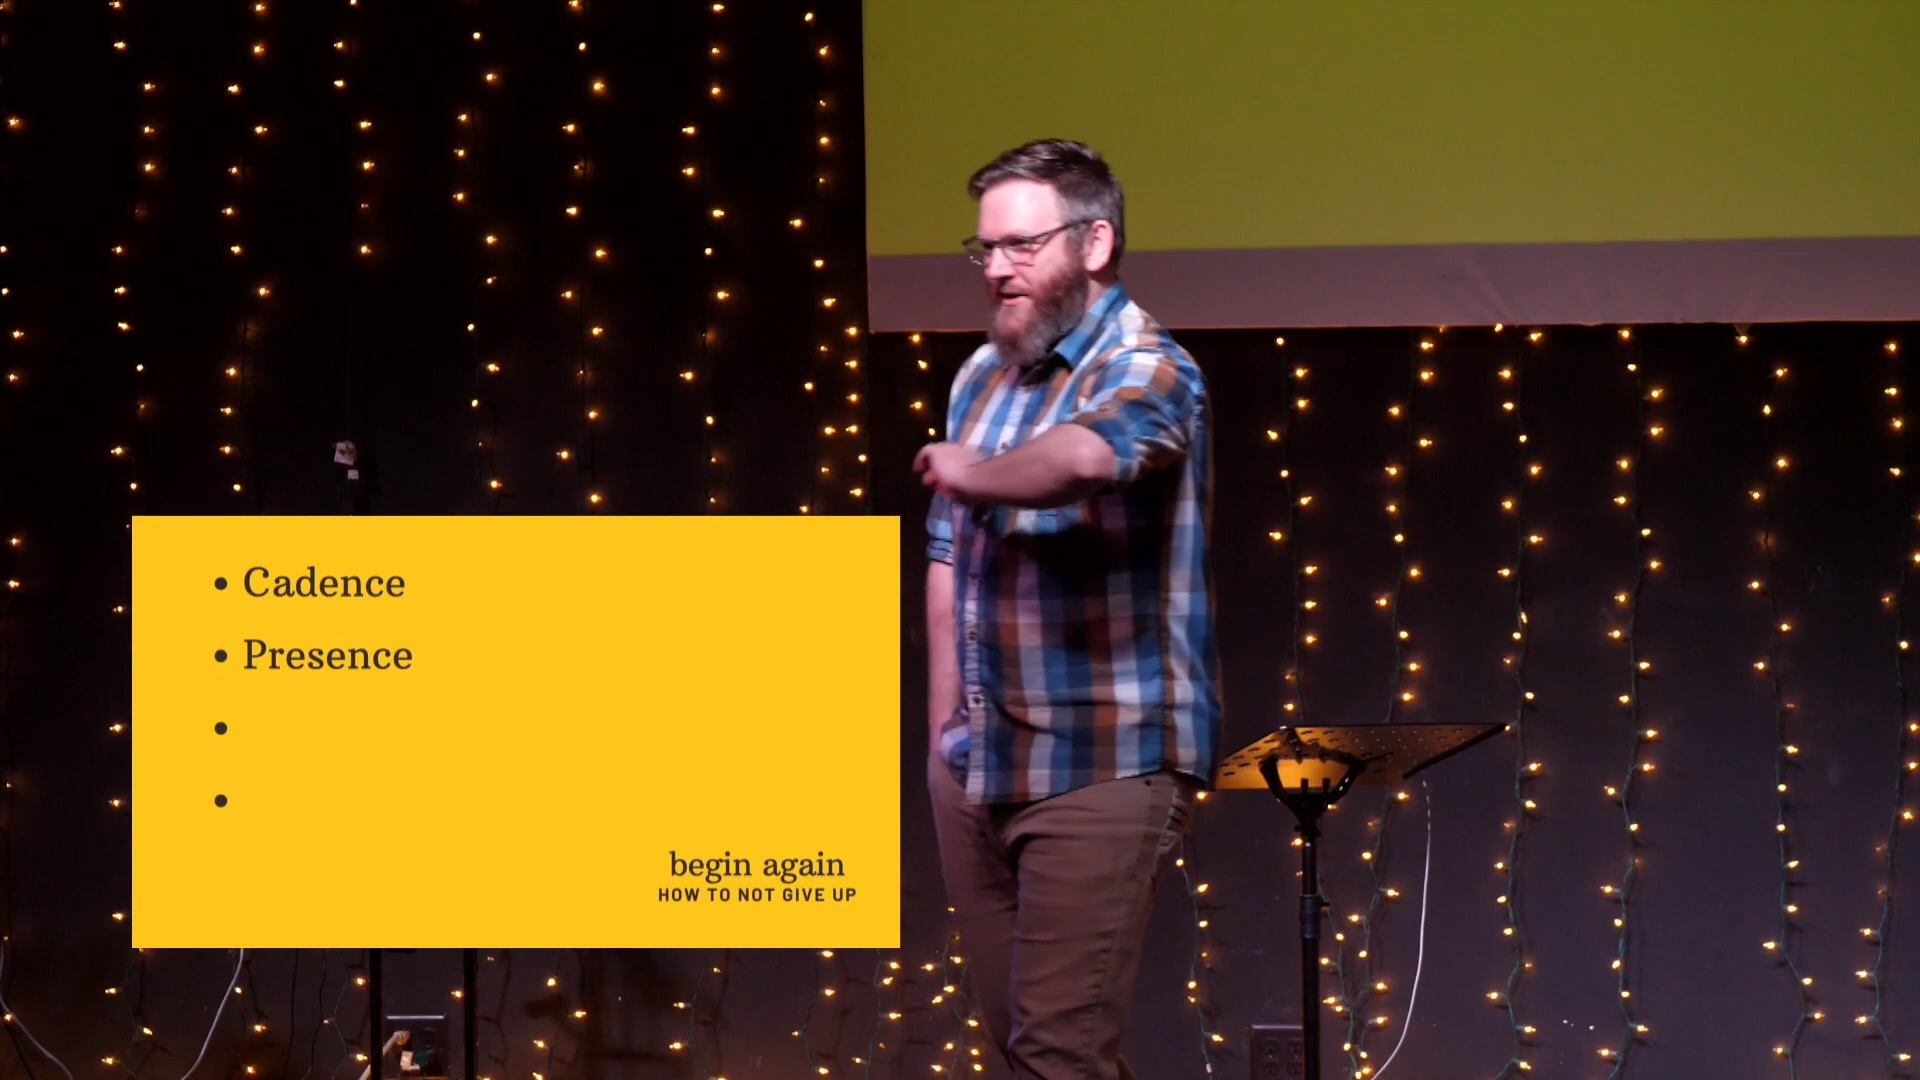 • Cadence
• Presence
•
•
begin again
HOW TO NOT GIVE UP